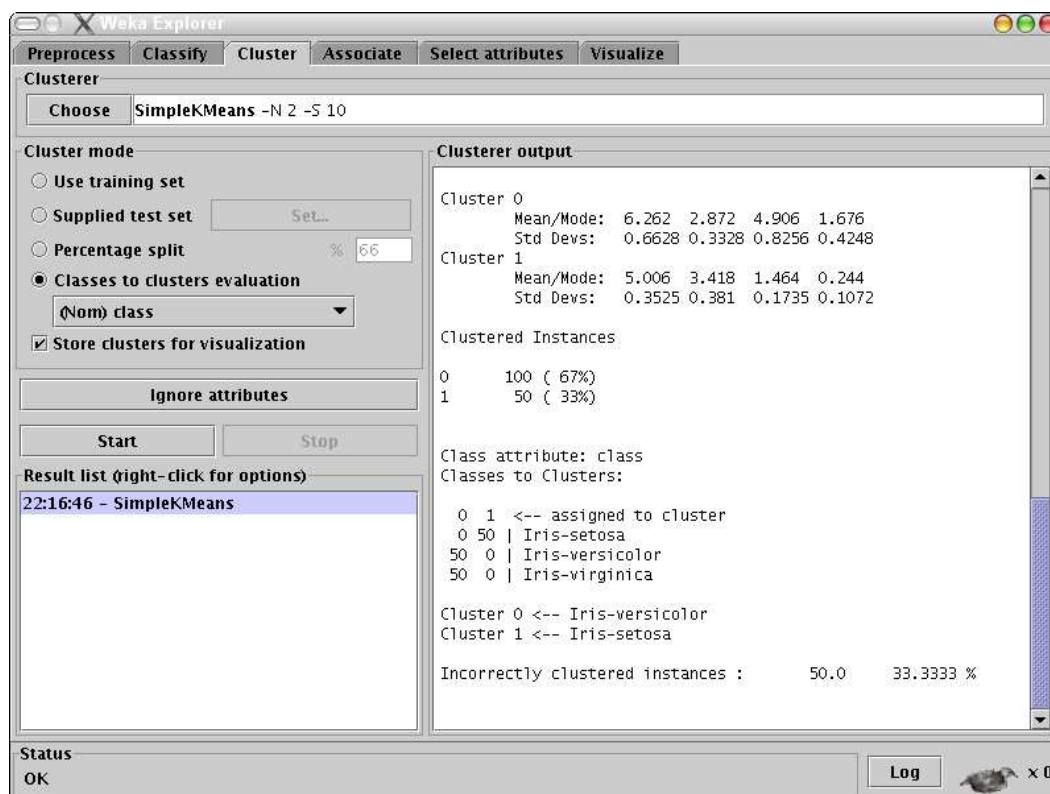 Weka Explorer
Preprocess Classify Cluster Associate Select attributes Visualize
Clusterer
Choose SimpleKMeans -N 2 -S 10
Cluster mode
Use training set
Supplied test set Set...
Percentage split % 66
Classes to clusters evaluation
(Nom) class
Store clusters for visualization
Ignore attributes
Start Stop
Result list (right-click for options)
22:16:46 - SimpleKMeans
Clusterer output
Cluster 0
Mean/Mode: 6.262 2.872 4.906 1.676
Std Devs: 0.6628 0.3328 0.8256 0.4248
Cluster 1
Mean/Mode: 5.006 3.418 1.464 0.244
Std Devs: 0.3525 0.381 0.1735 0.1072
Clustered Instances
0 100 ( 67%)
1 50 ( 33%)
Class attribute: class
Classes to Clusters:
0 1 <-- assigned to cluster
0 50 | Iris-setosa
50 0 | Iris-versicolor
50 0 | Iris-virginica
Cluster 0 <-- Iris-versicolor
Cluster 1 <-- Iris-setosa
Incorrectly clustered instances : 50.0 33.3333 %
Status
OK
Log x 0